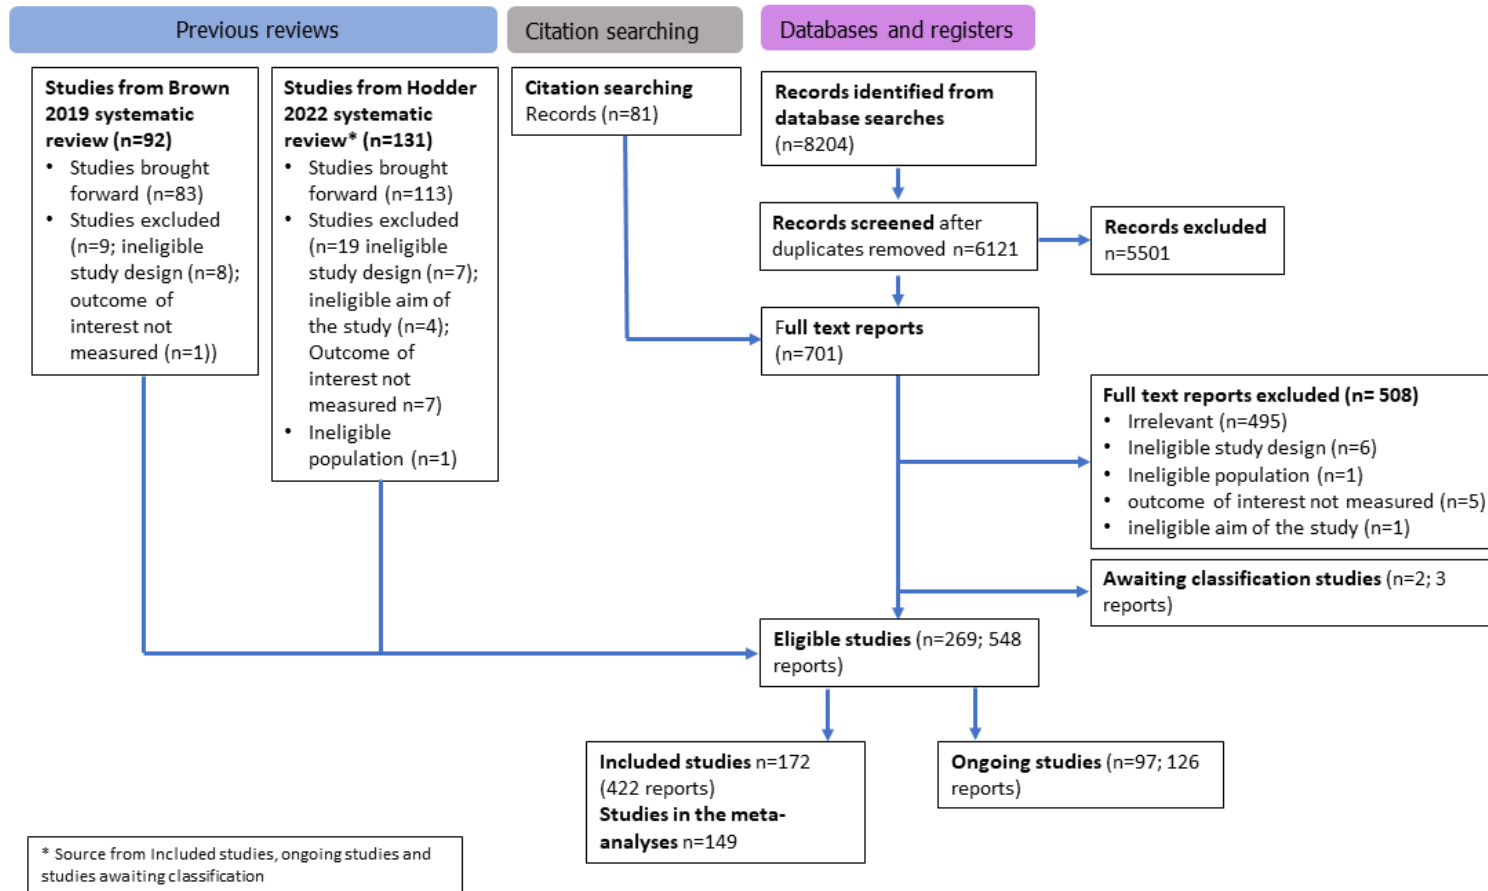 Previous reviews
Citation searching
Databases and registers
Studies from Brown
2019 systematic
review (n=92)
• Studies brought
forward (n=83)
• Studies excluded
(n=9; ineligible
study design (n=8);
outcome of
interest not
measured (n=1))
Studies from Hodder
2022 systematic
review* (n=131)
• Studies brought
forward (n=113)
• Studies excluded
(n=19 ineligible
study design (n=7);
ineligible aim of
the study (n=4);
Outcome of
interest not
measured n=7)
• Ineligible
population (n=1)
Citation searching
Records (n=81)
Records identified from
database searches
(n=8204)
Records screened after
duplicates removed n=6121
Records excluded
n=5501
Full text reports
(n=701)
Full text reports excluded (n= 508)
• Irrelevant (n=495)
• Ineligible study design (n=6)
• Ineligible population (n=1)
• outcome of interest not measured (n=5)
• ineligible aim of the study (n=1)
Awaiting classification studies (n=2; 3
reports)
Eligible studies (n=269; 548
reports)
Included studies n=172
(422 reports)
Studies in the meta-
analyses n=149
Ongoing studies (n=97; 126
reports)
* Source from Included studies, ongoing studies and
studies awaiting classification